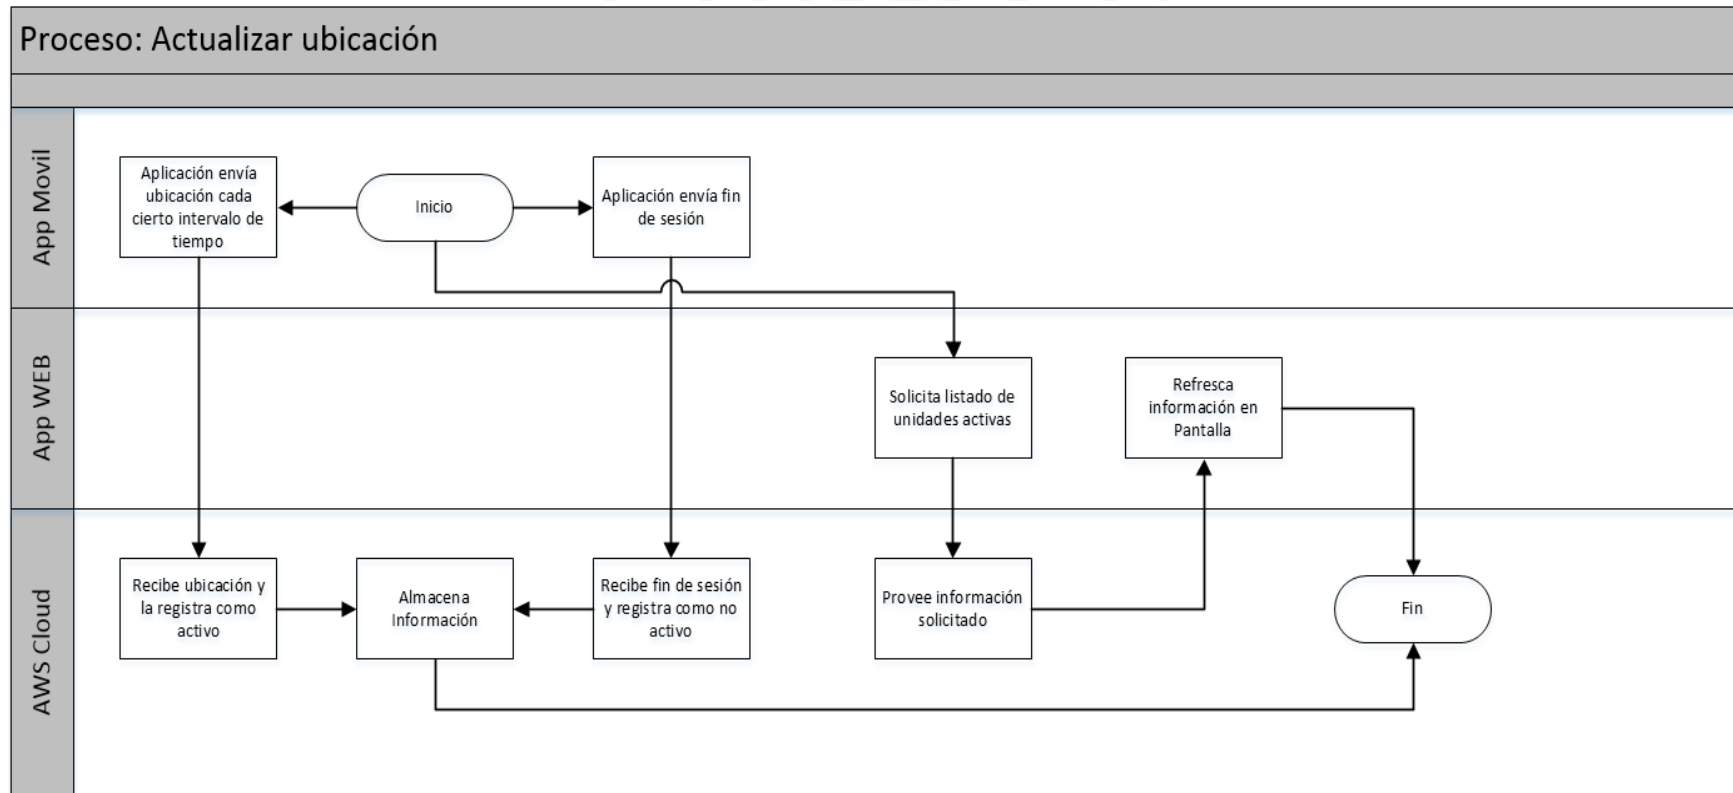 Proceso: Actualizar ubicación
App Movil
Aplicación envía
ubicación cada
cierto intervalo de
tiempo
Inicio
Aplicación envía fin
de sesión
App WEB
Solicita listado de
unidades activas
Refresca
información en
Pantalla
AWS Cloud
Recibe ubicación y
la registra como
activo
Almacena
Información
Recibe fin de sesión
y registra como no
activo
Provee información
solicitado
Fin